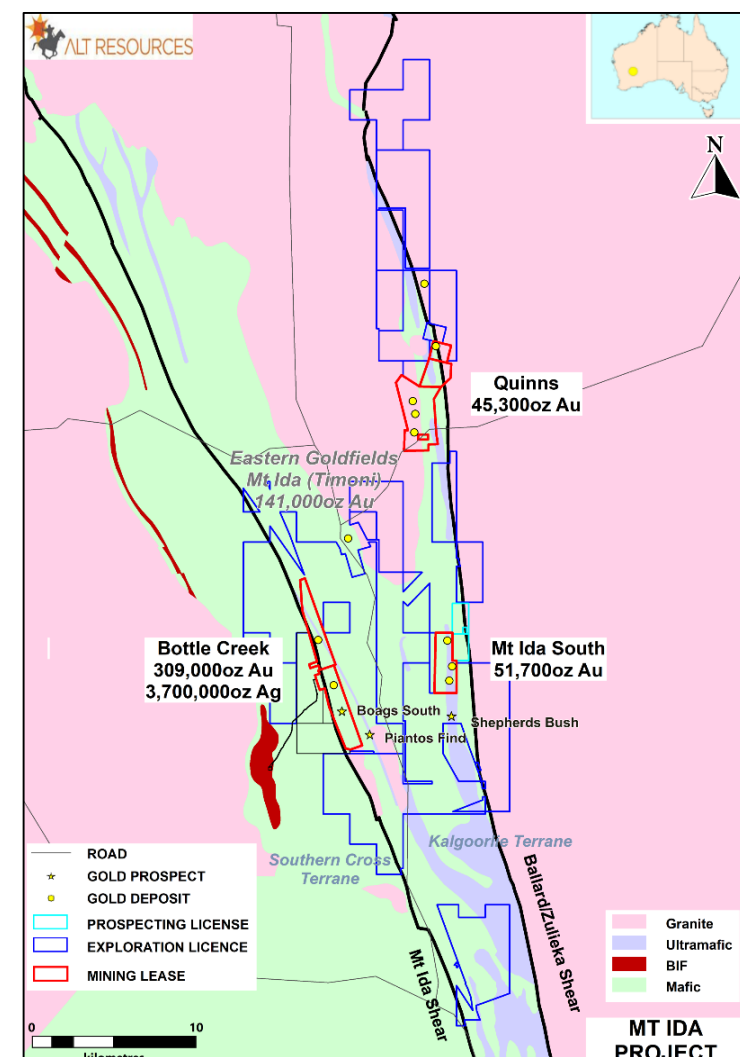 ALT RESOURCES
N
Quinns
45,300oz Au
Eastern Goldfields
Mt Ida (Timoni)
141,000oz Au
Bottle Creek
309,000oz Au
3,700,000oz Ag
Mt Ida South
51,700oz Au
Boags South
Shepherds Bush
Piantos Find
Kalgoorlie Terrane
Southern Cross
Terrane
Ballard/Zulieka Shear
Mt Ida Shear
ROAD
GOLD PROSPECT
GOLD DEPOSIT
PROSPECTING LICENSE
EXPLORATION LICENCE
MINING LEASE
Granite
Ultramafic
BIF
Mafic
0 10
kilometres
MT IDA
PROJECT